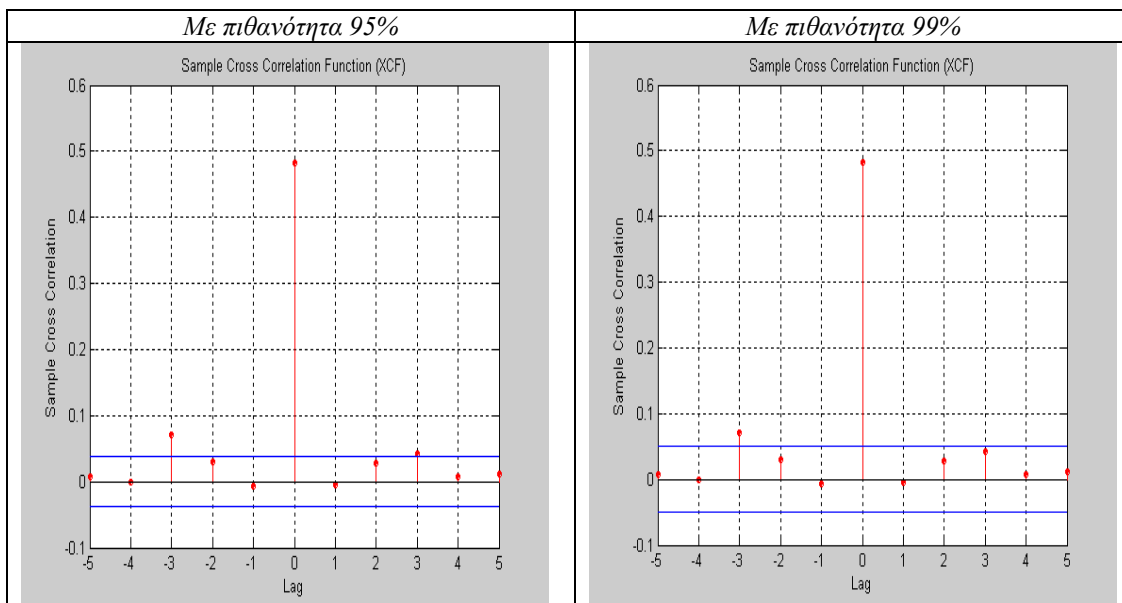 Με πιθανότητα 95%
Με πιθανότητα 99%
Sample Cross Correlation Function (XCF)
Sample Cross Correlation
0.6
0.5
0.4
0.3
0.2
0.1
0
-0.1
-5 -4 -3 -2 -1 0 1 2 3 4 5
Lag
Sample Cross Correlation Function (XCF)
Sample Cross Correlation
0.6
0.5
0.4
0.3
0.2
0.1
0
-0.1
-5 -4 -3 -2 -1 0 1 2 3 4 5
Lag